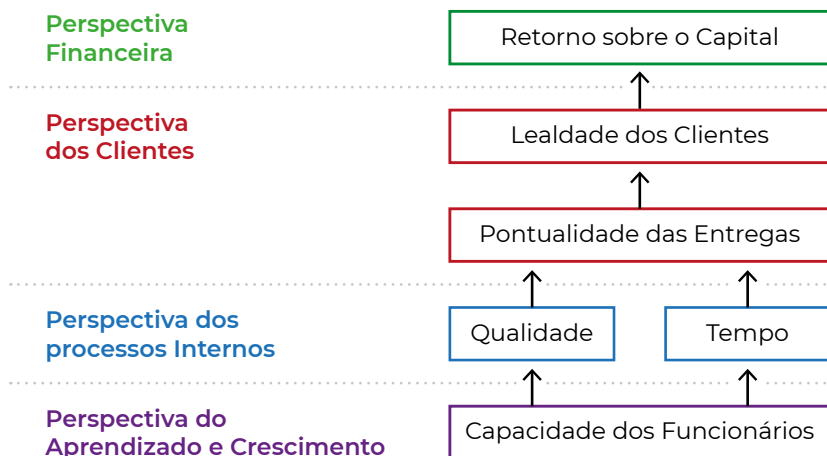 Perspectiva
Financeira
Retorno sobre o Capital
Perspectiva
dos Clientes
Lealdade dos Clientes
Pontualidade das Entregas
Perspectiva dos
processos Internos
Qualidade
Tempo
Perspectiva do
Aprendizado e Crescimento
Capacidade dos Funcionários